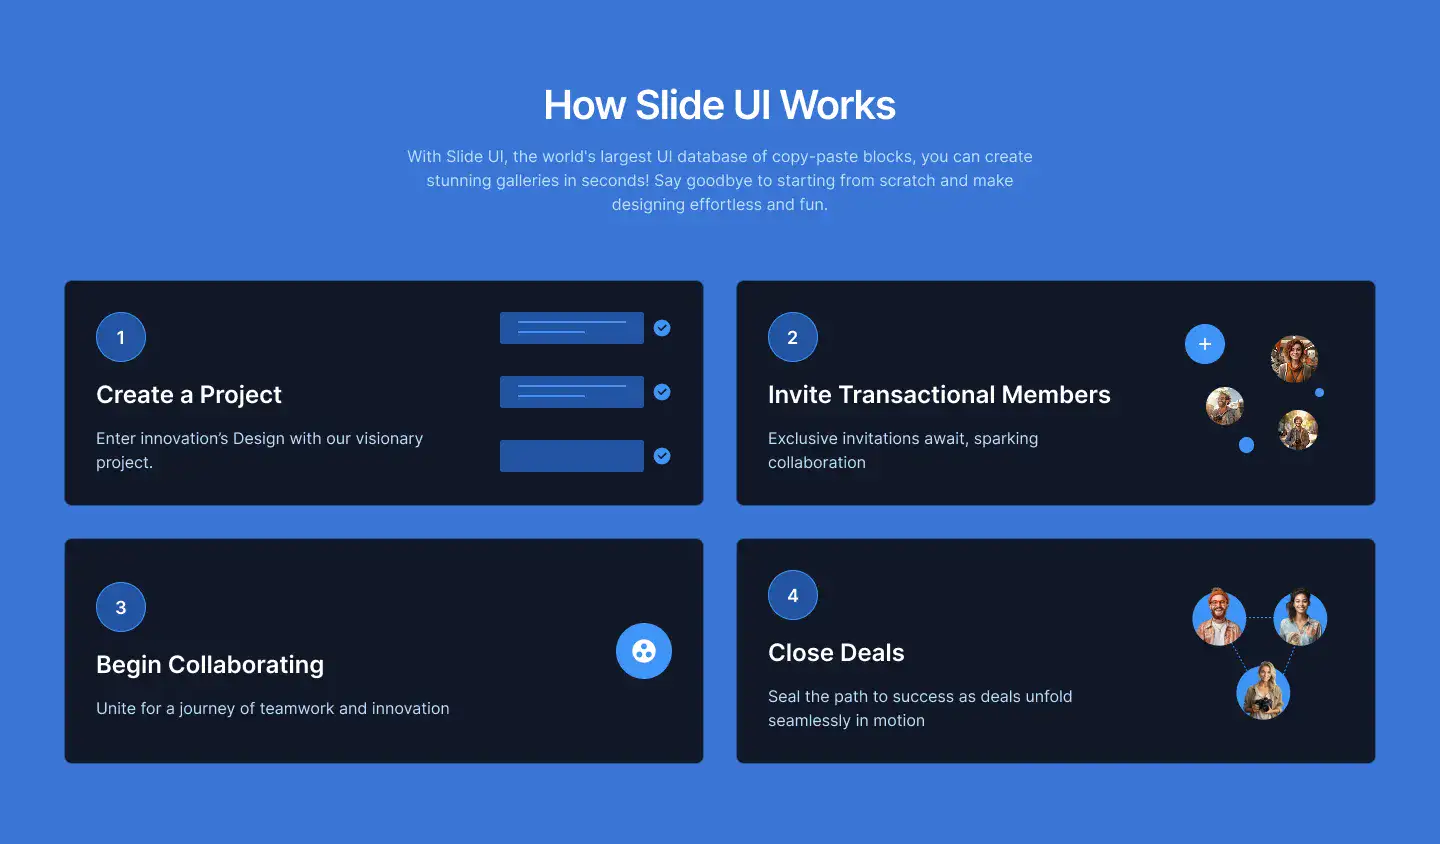 How Slide UI Works
With Slide UI, the world's largest UI database of copy-paste blocks, you can create
stunning galleries in seconds! Say goodbye to starting from scratch and make
designing effortless and fun.
1
Create a Project
Enter innovation’s Design with our visionary
project.
2
Invite Transactional Members
Exclusive invitations await, sparking
collaboration
3
Begin Collaborating
Unite for a journey of teamwork and innovation
4
Close Deals
Seal the path to success as deals unfold
seamlessly in motion